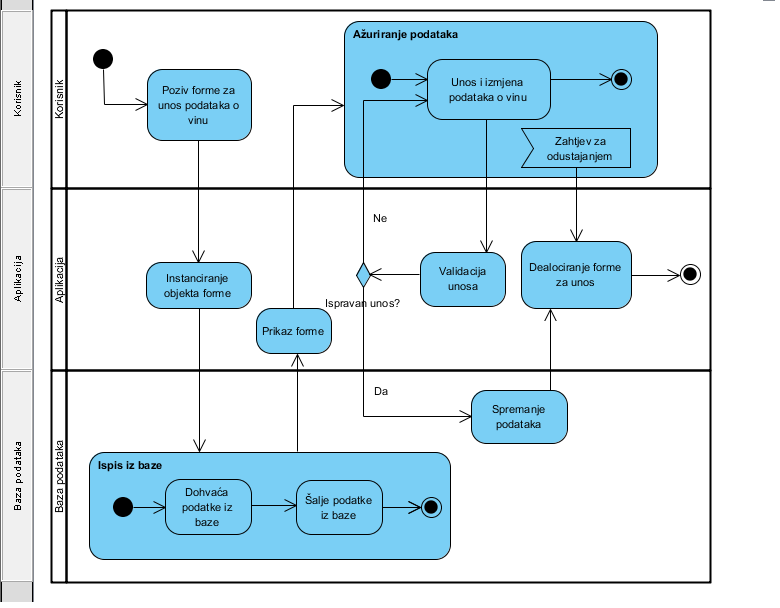 Korisnik
Korisnik
Poziv forme za
unos podataka o
vinu
Ažuriranje podataka
Unos i izmjena
podataka o vinu
Zahtjev za
odustajanjem
Aplikacija
Aplikacija
Instanciranje
objekta forme
Prikaz forme
Ne
Ispravan unos?
Validacija
unosa
Dealociranje forme
za unos
Baza podataka
Baza podataka
Da
Spremanje
podataka
Ispis iz baze
Dohvaća
podatke iz
baze
Šalje podatke
iz baze